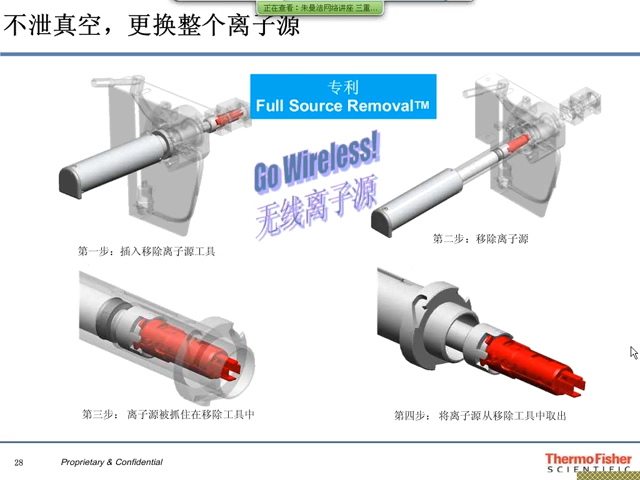 正在查看：朱曼洁网络讲座 三重...
不泄真空，更换整个离子源
专利
Full Source Removal™
Go Wireless!
无线离子源
第一步：插入移除离子源工具
第二步：移除离子源
第三步： 离子源被抓住在移除工具中
第四步： 将离子源从移除工具中取出
28
Proprietary & Confidential
ThermoFisher
SCIENTIFIC